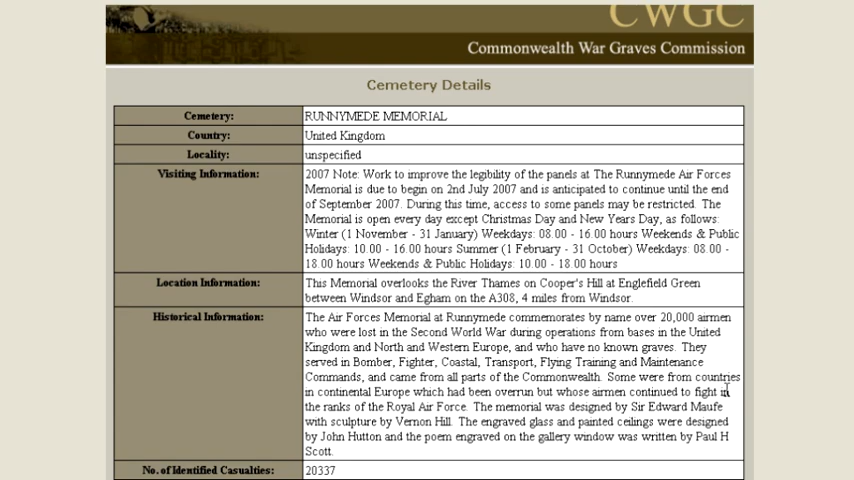 CWGC
Commonwealth War Graves Commission
Cemetery Details
Cemetery: RUNNYMEDE MEMORIAL
Country: United Kingdom
Locality: unspecified
Visiting Information: 2007 Note: Work to improve the legibility of the panels at The Runnymede Air Forces
Memorial is due to begin on 2nd July 2007 and is anticipated to continue until the end
of September 2007. During this time, access to some panels may be restricted. The
Memorial is open every day except Christmas Day and New Years Day, as follows:
Winter (1 November - 31 January) Weekdays: 08.00 - 16.00 hours Weekends & Public
Holidays: 10.00 - 16.00 hours Summer (1 February - 31 October) Weekdays: 08.00 -
18.00 hours Weekends & Public Holidays: 10.00 - 18.00 hours
Location Information: This Memorial overlooks the River Thames on Cooper's Hill at Englefield Green
between Windsor and Egham on the A308, 4 miles from Windsor.
Historical Information: The Air Forces Memorial at Runnymede commemorates by name over 20,000 airmen
who were lost in the Second World War during operations from bases in the United
Kingdom and North and Western Europe, and who have no known graves. They
served in Bomber, Fighter, Coastal, Transport, Flying Training and Maintenance
Commands, and came from all parts of the Commonwealth. Some were from countries
in continental Europe which had been overrun but whose airmen continued to fight in
the ranks of the Royal Air Force. The memorial was designed by Sir Edward Maufe
with sculpture by Vernon Hill. The engraved glass and painted ceilings were designed
by John Hutton and the poem engraved on the gallery window was written by Paul H
Scott.
No. of Identified Casualties: 20337